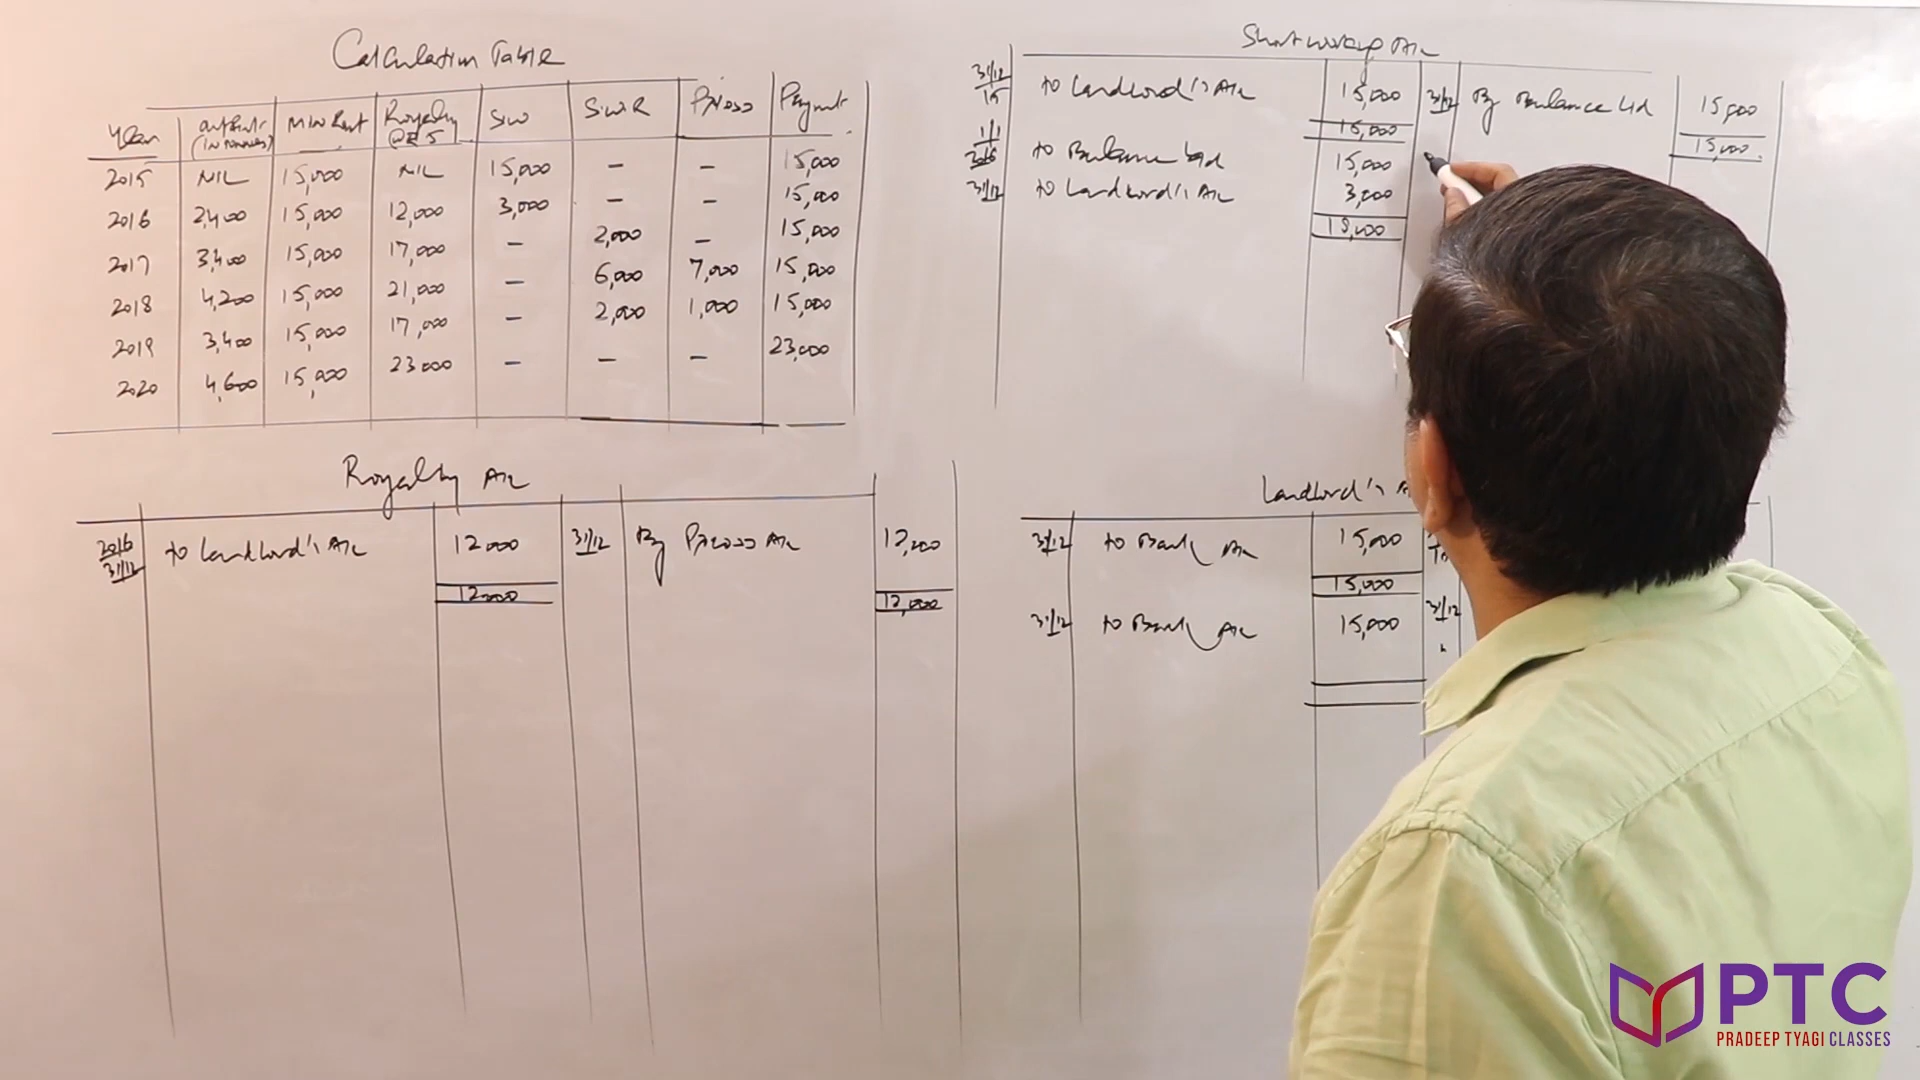 Calculation Table
Year output (in tonnes) Min Rent Royalty @ ₹ 5 SW SWR P&Loss Payment
2015 NIL 15,000 NIL 15,000 - - 15,000
2016 2,400 15,000 12,000 3,000 - - 15,000
2017 3,400 15,000 17,000 - 2,000 - 15,000
2018 4,200 15,000 21,000 - 6,000 7,000 15,000
2019 3,400 15,000 17,000 - 2,000 1,000 15,000
2020 4,600 15,000 23000 - - - 23,000
Shortworkings A/c
31/12/15 to Landlord's A/c 15,000 31/12 By Balance c/d 15,000
15,000 15,000
1/1 2016 to Balance b/d 15,000
31/12 to Landlord's A/c 3,000
18,000
Royalty A/c
2016 31/12 to Landlord's A/c 12000 31/12 By P&Loss A/c 12,000
12000 12,000
Landlord's
31/12 to Bank A/c 15,000
15,000
31/12 to Bank A/c 15,000 31/12
PTC
PRADEEP TYAGI CLASSES